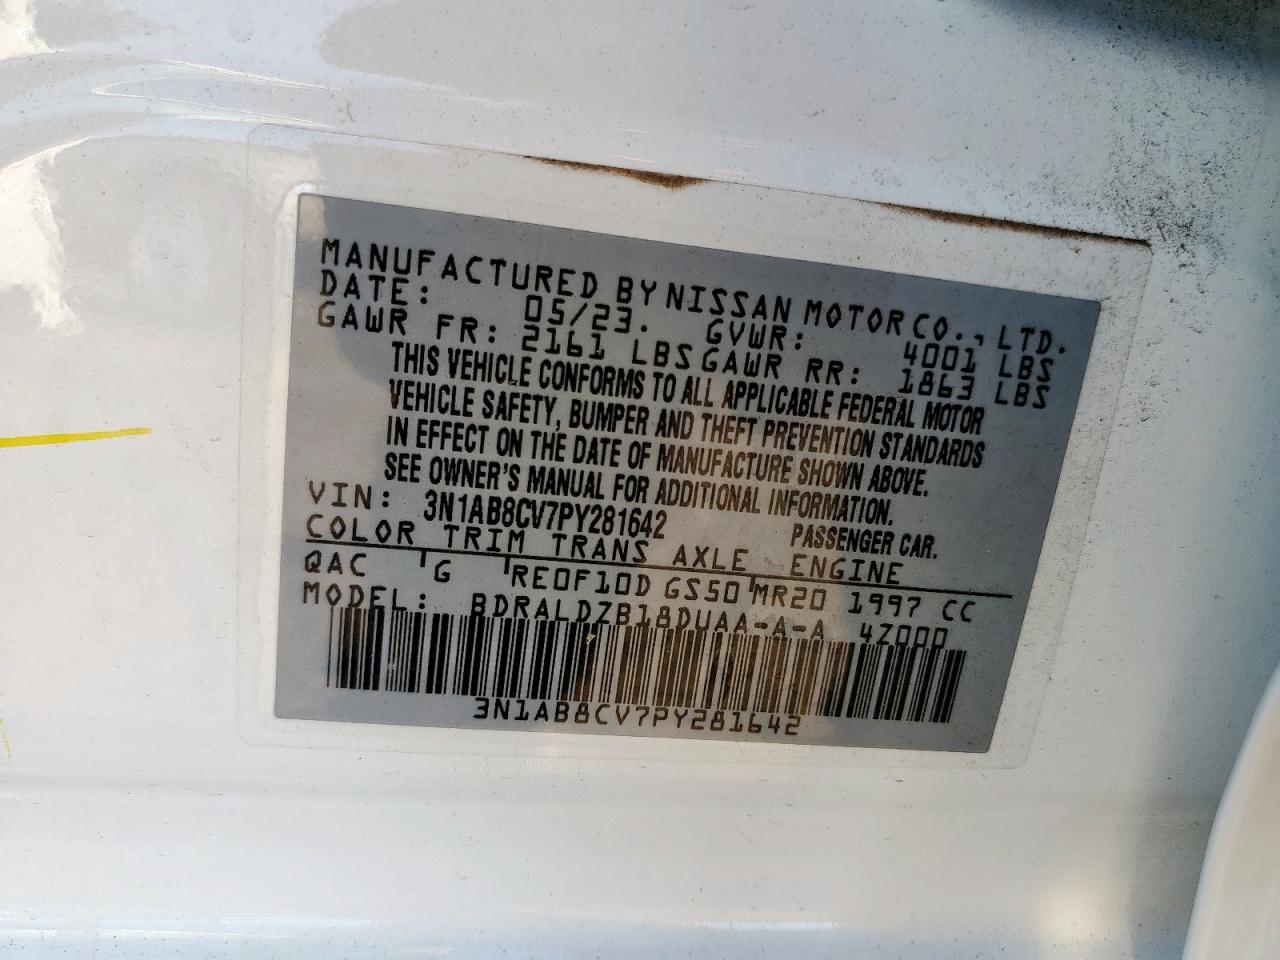 MANUFACTURED BY NISSAN MOTOR CO., LTD.
DATE: 05/23. GVWR: 4001 LBS
GAWR FR: 2161 LBS GAWR RR: 1863 LBS
THIS VEHICLE CONFORMS TO ALL APPLICABLE FEDERAL MOTOR
VEHICLE SAFETY, BUMPER AND THEFT PREVENTION STANDARDS
IN EFFECT ON THE DATE OF MANUFACTURE SHOWN ABOVE.
SEE OWNER'S MANUAL FOR ADDITIONAL INFORMATION.
VIN: 3N1AB8CV7PY281642 PASSENGER CAR.
COLOR TRIM TRANS AXLE ENGINE
QAC G RE0F10D GS50 MR20 1997 CC
MODEL: BDRALDZB18DUAA-A-A 4Z000
3N1AB8CV7PY281642